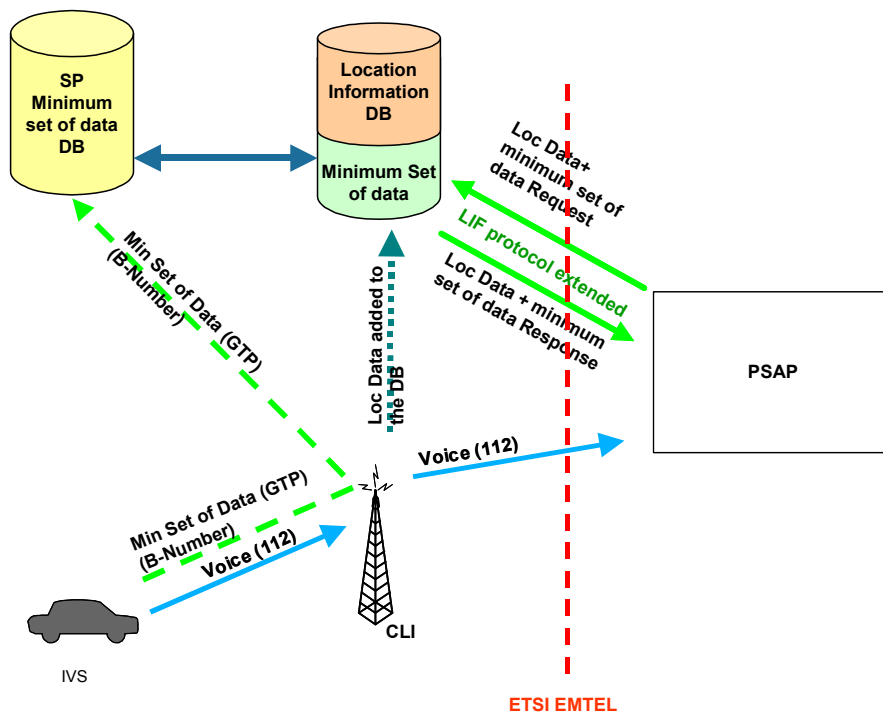 SP
Minimum
set of data
DB
Location
Information
DB
Minimum Set
of data
Loc Data+
minimum set of
data Request
LIF protocol extended
Loc Data + minimum
set of data Response
Min Set of Data (GTP)
(B-Number)
Loc Data added to
the DB
PSAP
Voice (112)
Min Set of Data (GTP)
(B-Number)
Voice (112)
CLI
IVS
ETSI EMTEL